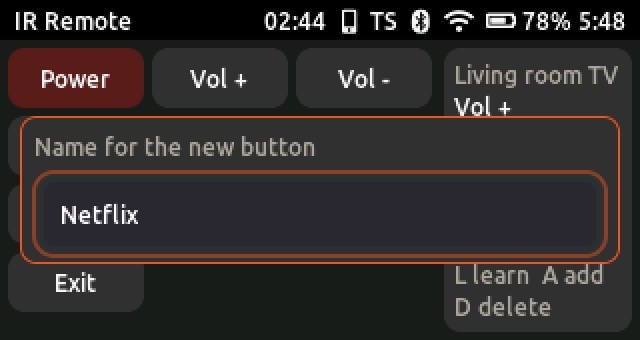 IR Remote 02:44 TS 78% 5:48
Power Vol + Vol - Living room TV
Vol +
Name for the new button
Netflix
Exit
L learn A add
D delete